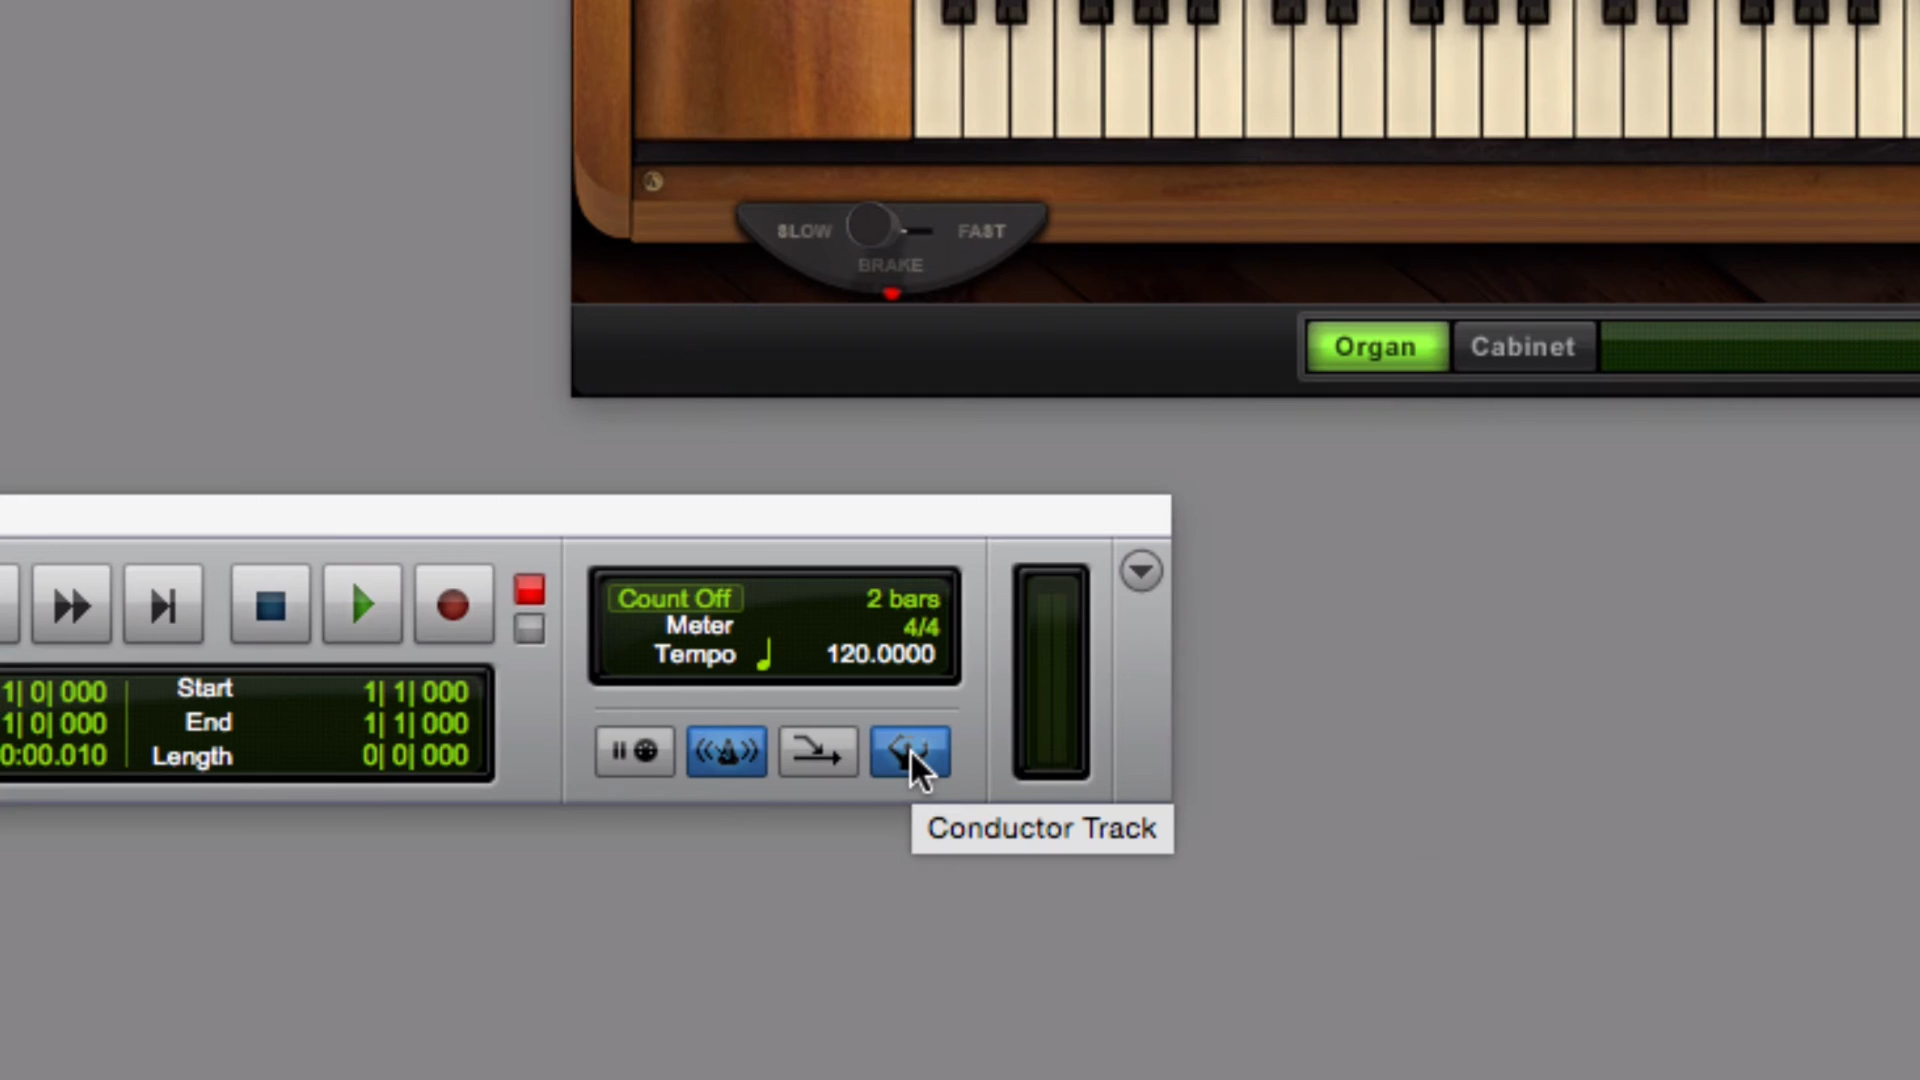 SLOW FAST
BRAKE
Organ Cabinet
Count Off 2 bars
Meter 4/4
Tempo 120.0000
1| 0| 000 Start 1| 1| 000
1| 0| 000 End 1| 1| 000
0:00.010 Length 0| 0| 000
Conductor Track